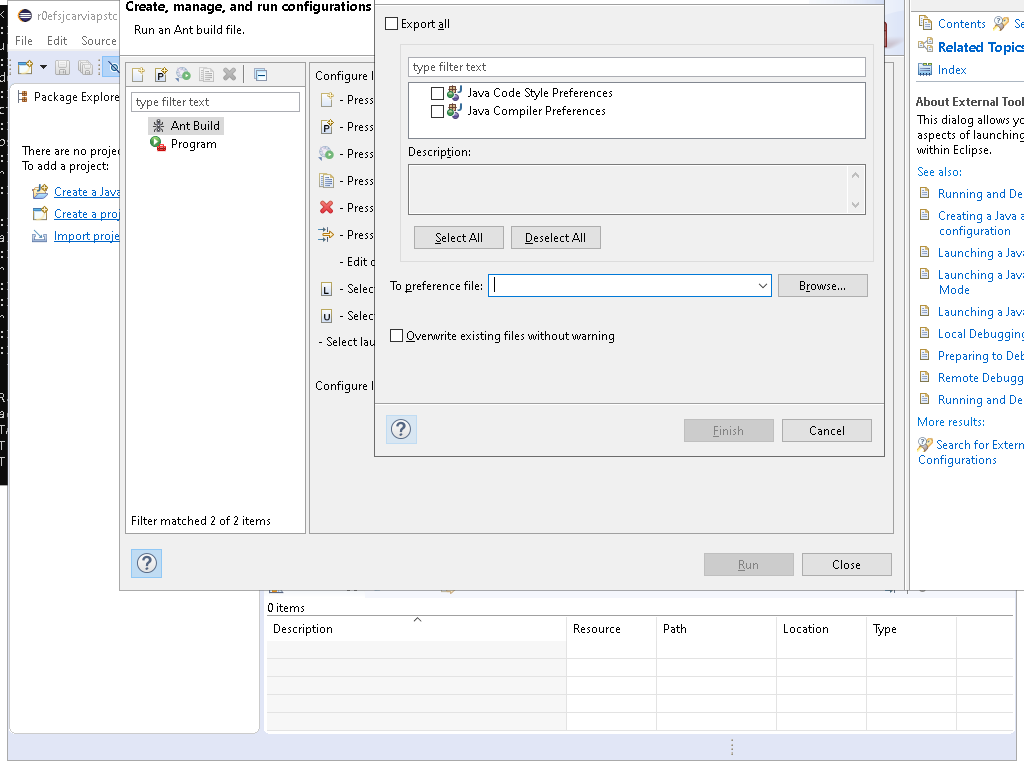 r0efsjcarviapstc
File Edit Source
Package Explore
There are no projec
To add a project:
Create a Java
Create a proj
Import proje
Create, manage, and run configurations
Run an Ant build file.
type filter text
Ant Build
Program
Filter matched 2 of 2 items
Configure l
- Press
- Press
- Press
- Press
- Press
- Press
- Edit c
- Selec
- Selec
- Select lau
Configure l
Export all
type filter text
Java Code Style Preferences
Java Compiler Preferences
Description:
Select All Deselect All
To preference file: Browse...
Overwrite existing files without warning
Finish Cancel
Run Close
Contents Se
Related Topics
Index
About External Tool
This dialog allows yo
aspects of launching
within Eclipse.
See also:
Running and De
Creating a Java a
configuration
Launching a Java
Launching a Java
Mode
Launching a Java
Local Debugging
Preparing to Deb
Remote Debugg
Running and De
More results:
Search for Extern
Configurations
0 items
Description Resource Path Location Type